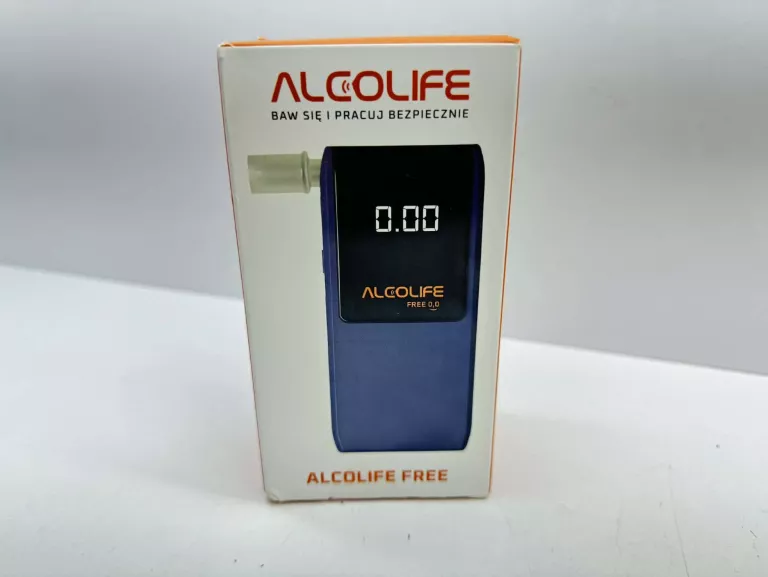 ALCOLIFE
BAW SIĘ I PRACUJ BEZPIECZNIE
0.00
ALCOLIFE
FREE 0,0
ALCOLIFE FREE